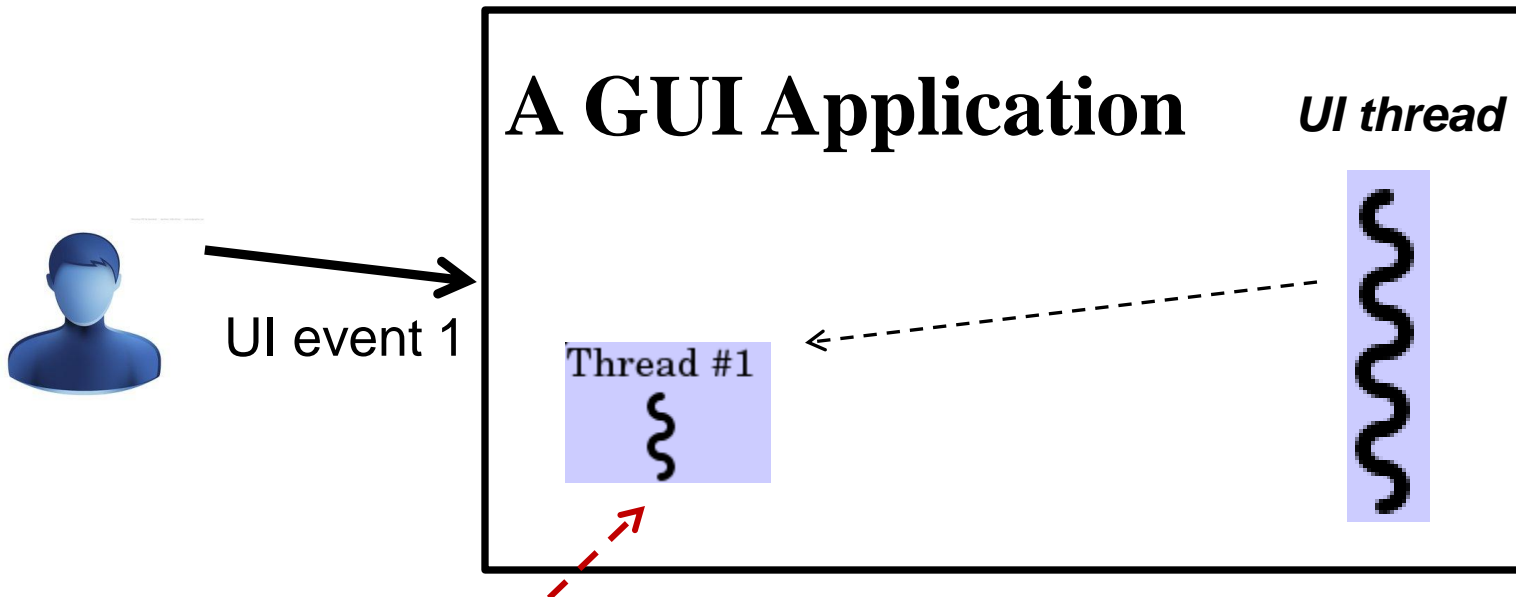 A GUI Application
UI thread
UI event 1
Thread #1